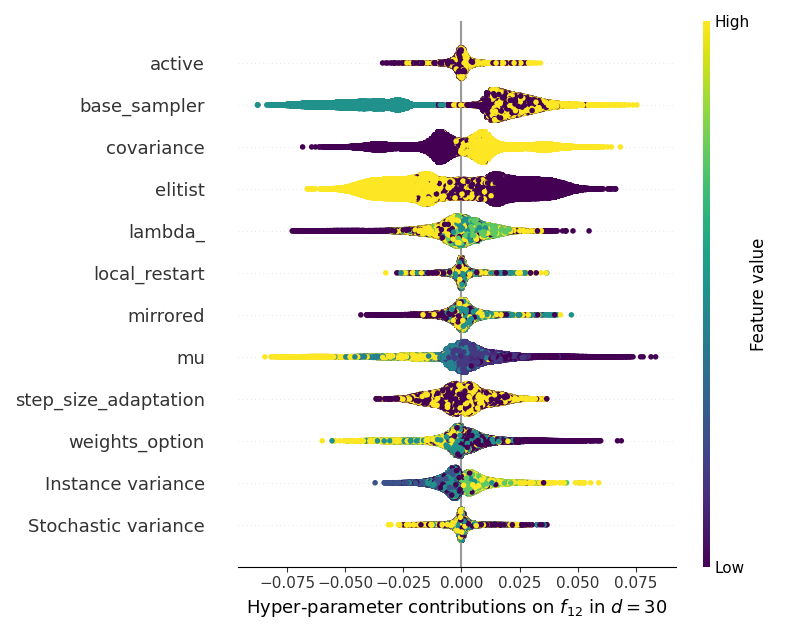 High
active
base_sampler
covariance
elitist
lambda_
local_restart
mirrored
mu
step_size_adaptation
weights_option
Instance variance
Stochastic variance
Feature value
Low
−0.075 −0.050 −0.025 0.000 0.025 0.050 0.075
Hyper-parameter contributions on f₁₂ in d = 30